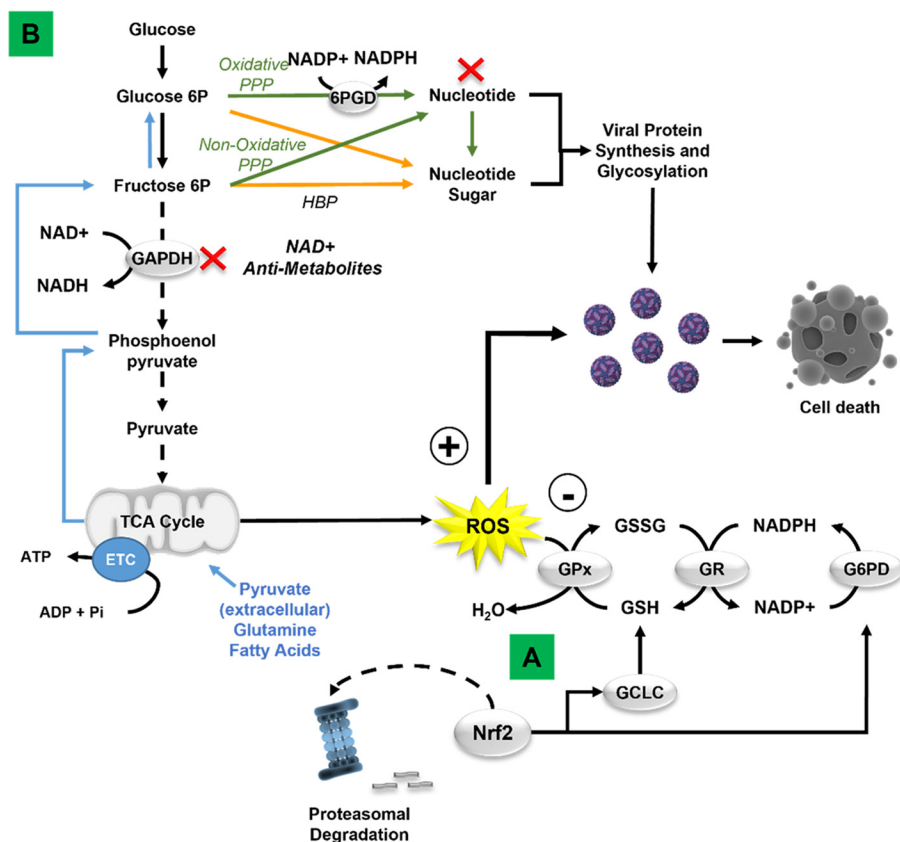 B
Glucose
Oxidative
PPP
NADP+ NADPH
Glucose 6P
6PGD
Nucleotide
Viral Protein
Synthesis and
Glycosylation
Non-Oxidative
PPP
Fructose 6P
HBP
Nucleotide
Sugar
NAD+
GAPDH
NADH
NAD+
Anti-Metabolites
Phosphoenol
pyruvate
Cell death
Pyruvate
+
-
TCA Cycle
ROS
GSSG
NADPH
ATP
ETC
GPx
GR
G6PD
ADP + Pi
Pyruvate
(extracellular)
Glutamine
Fatty Acids
H2O
GSH
NADP+
A
GCLC
Nrf2
Proteasomal
Degradation